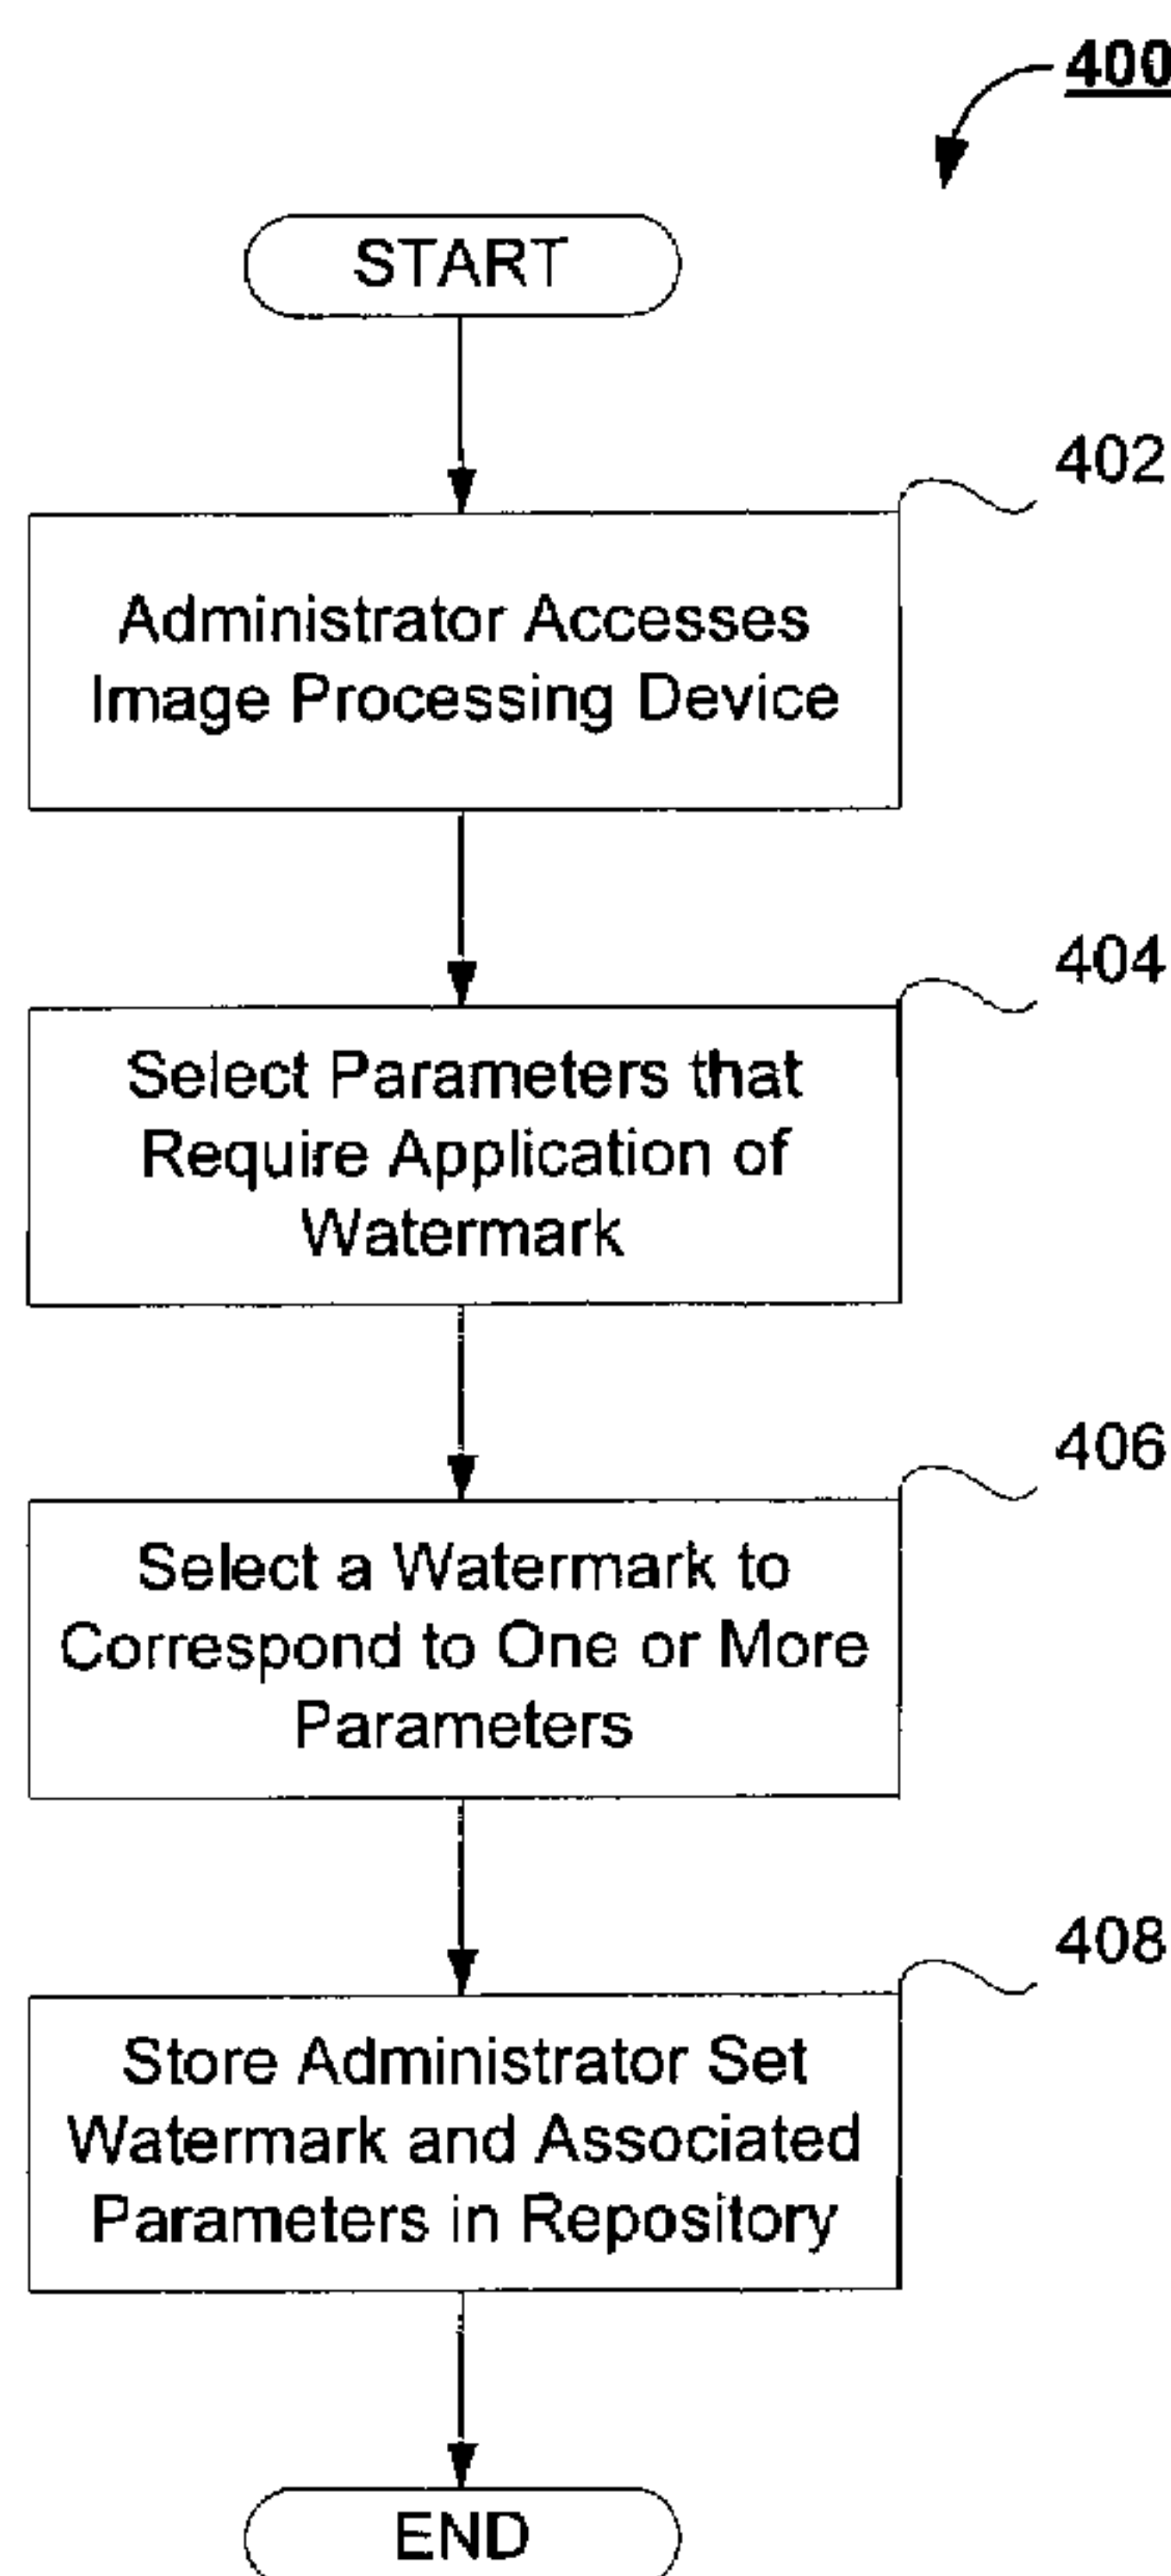 400
START
402
Administrator Accesses
Image Processing Device
404
Select Parameters that
Require Application of
Watermark
406
Select a Watermark to
Correspond to One or More
Parameters
408
Store Administrator Set
Watermark and Associated
Parameters in Repository
END